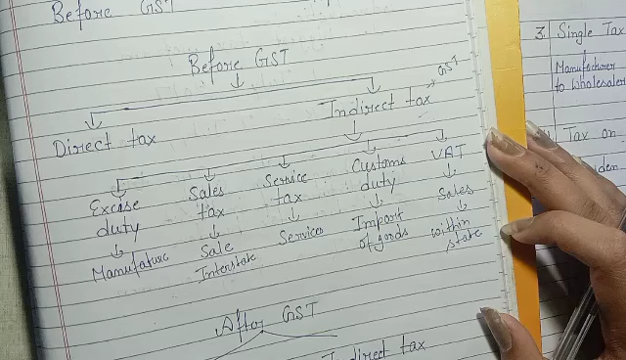 Before GST
Before GST
Direct tax
Indirect tax → GST
Excise duty
Manufature
Sales tax
Sale Interstate
Service tax
Services
Customs duty
Import of goods
VAT
Sales within state
After GST
Indirect tax
3. Single Tax
Manufacturer
to wholesaler
Tax on